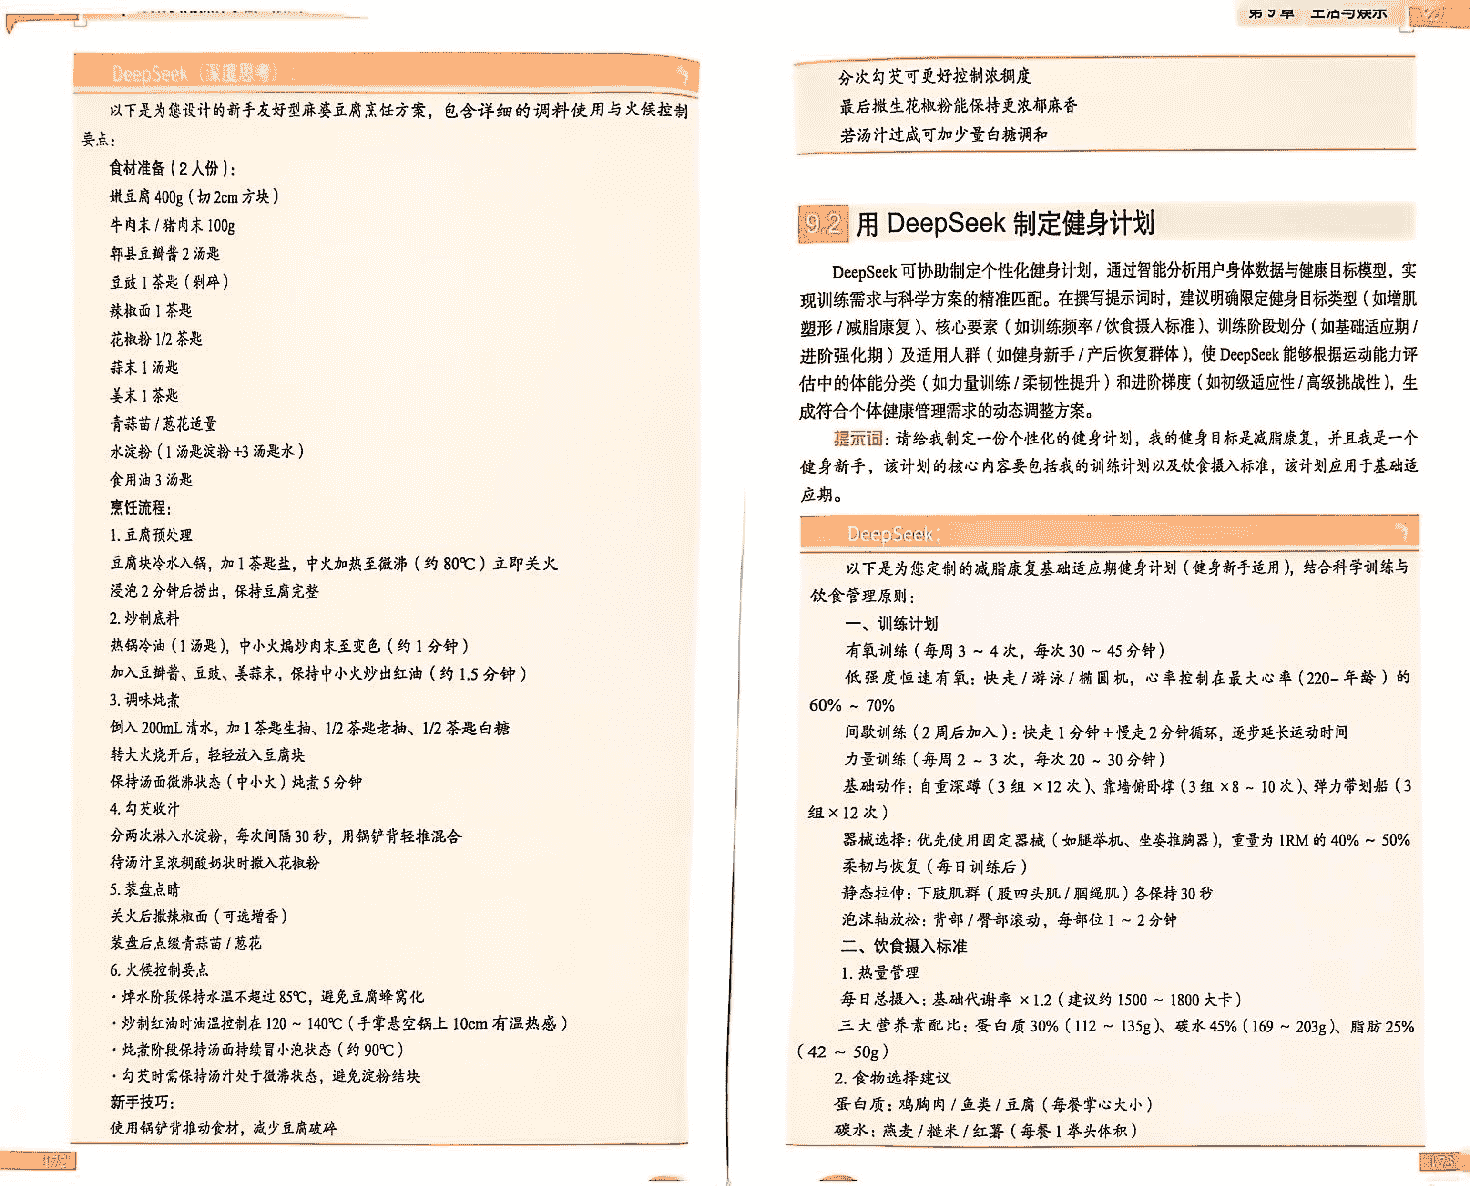 DeepSeek（深度思考）：
以下是为您设计的新手友好型麻婆豆腐烹饪方案，包含详细的调料使用与火候控制
要点：
食材准备（2人份）：
嫩豆腐 400g（切 2cm 方块）
牛肉末 / 猪肉末 100g
郫县豆瓣酱 2 汤匙
豆豉 1 茶匙（剁碎）
辣椒面 1 茶匙
花椒粉 1/2 茶匙
蒜末 1 汤匙
姜末 1 茶匙
青蒜苗 / 葱花适量
水淀粉（1 汤匙淀粉 +3 汤匙水）
食用油 3 汤匙
烹饪流程：
1. 豆腐预处理
豆腐块冷水入锅，加 1 茶匙盐，中火加热至微沸（约 80℃）立即关火
浸泡 2 分钟后捞出，保持豆腐完整
2. 炒制底料
热锅冷油（1 汤匙），中小火煸炒肉末至变色（约 1 分钟）
加入豆瓣酱、豆豉、姜蒜末，保持中小火炒出红油（约 1.5 分钟）
3. 调味炖煮
倒入 200mL 清水，加 1 茶匙生抽、1/2 茶匙老抽、1/2 茶匙白糖
转大火烧开后，轻轻放入豆腐块
保持汤面微沸状态（中小火）炖煮 5 分钟
4. 勾芡收汁
分两次淋入水淀粉，每次间隔 30 秒，用锅铲背轻推混合
待汤汁呈浓稠酸奶状时撒入花椒粉
5. 装盘点睛
关火后撒辣椒面（可选增香）
装盘后点缀青蒜苗 / 葱花
6. 火候控制要点
· 焯水阶段保持水温不超过 85℃，避免豆腐蜂窝化
· 炒制红油时油温控制在 120 ~ 140℃（手掌悬空锅上 10cm 有温热感）
· 炖煮阶段保持汤面持续冒小泡状态（约 90℃）
· 勾芡时需保持汤汁处于微沸状态，避免淀粉结块
新手技巧：
使用锅铲背推动食材，减少豆腐破碎
第 9 章 生活与娱乐
分次勾芡可更好控制浓稠度
最后撒生花椒粉能保持更浓郁麻香
若汤汁过咸可加少量白糖调和
9.2 用 DeepSeek 制定健身计划
DeepSeek 可协助制定个性化健身计划，通过智能分析用户身体数据与健康目标模型，实
现训练需求与科学方案的精准匹配。在撰写提示词时，建议明确限定健身目标类型（如增肌
塑形 / 减脂康复）、核心要素（如训练频率 / 饮食摄入标准）、训练阶段划分（如基础适应期 /
进阶强化期）及适用人群（如健身新手 / 产后恢复群体），使 DeepSeek 能够根据运动能力评
估中的体能分类（如力量训练 / 柔韧性提升）和进阶梯度（如初级适应性 / 高级挑战性），生
成符合个体健康管理需求的动态调整方案。
提示词：请给我制定一份个性化的健身计划，我的健身目标是减脂康复，并且我是一个
健身新手，该计划的核心内容要包括我的训练计划以及饮食摄入标准，该计划应用于基础适
应期。
DeepSeek：
以下是为您定制的减脂康复基础适应期健身计划（健身新手适用），结合科学训练与
饮食管理原则：
一、训练计划
有氧训练（每周 3 ~ 4 次，每次 30 ~ 45 分钟）
低强度恒速有氧：快走 / 游泳 / 椭圆机，心率控制在最大心率（220- 年龄）的
60% ~ 70%
间歇训练（2 周后加入）：快走 1 分钟 + 慢走 2 分钟循环，逐步延长运动时间
力量训练（每周 2 ~ 3 次，每次 20 ~ 30 分钟）
基础动作：自重深蹲（3 组 ×12 次）、靠墙俯卧撑（3 组 ×8 ~ 10 次）、弹力带划船（3
组 × 12 次）
器械选择：优先使用固定器械（如腿举机、坐姿推胸器），重量为 1RM 的 40% ~ 50%
柔韧与恢复（每日训练后）
静态拉伸：下肢肌群（股四头肌 / 腘绳肌）各保持 30 秒
泡沫轴放松：背部 / 臀部滚动，每部位 1 ~ 2 分钟
二、饮食摄入标准
1. 热量管理
每日总摄入：基础代谢率 ×1.2（建议约 1500 ~ 1800 大卡）
三大营养素配比：蛋白质 30%（112 ~ 135g）、碳水 45%（169 ~ 203g）、脂肪 25%
（42 ~ 50g）
2. 食物选择建议
蛋白质：鸡胸肉 / 鱼类 / 豆腐（每餐掌心大小）
碳水：燕麦 / 糙米 / 红薯（每餐 1 拳头体积）